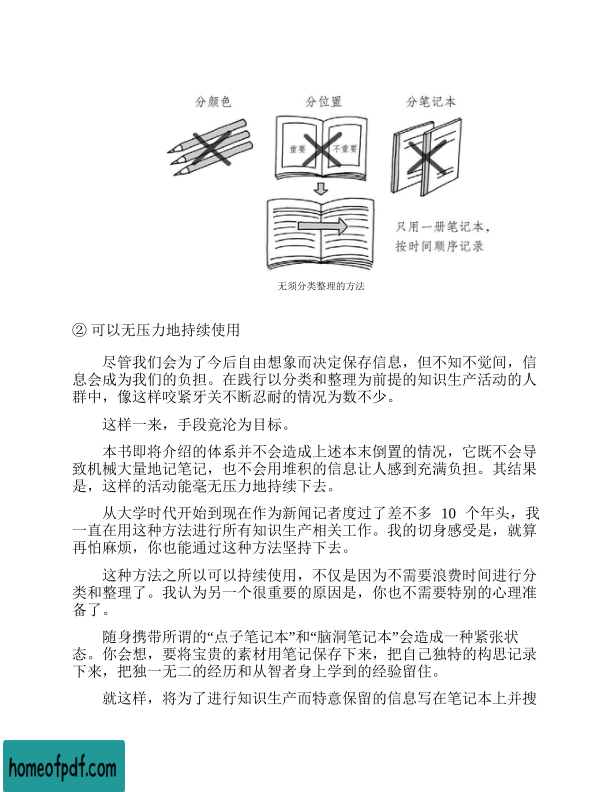 分颜色 分位置 分笔记本
重要 不重要
只用一册笔记本，
按时间顺序记录
无须分类整理的方法
② 可以无压力地持续使用
尽管我们会为了今后自由想象而决定保存信息，但不知不觉间，信
息会成为我们的负担。在践行以分类和整理为前提的知识生产活动的人
群中，像这样咬紧牙关不断忍耐的情况为数不少。
这样一来，手段竟沦为目标。
本书即将介绍的体系并不会造成上述本末倒置的情况，它既不会导
致机械大量地记笔记，也不会用堆积的信息让人感到充满负担。其结果
是，这样的活动能毫无压力地持续下去。
从大学时代开始到现在作为新闻记者度过了差不多 10 个年头，我
一直在用这种方法进行所有知识生产相关工作。我的切身感受是，就算
再怕麻烦，你也能通过这种方法坚持下去。
这种方法之所以可以持续使用，不仅是因为不需要浪费时间进行分
类和整理了。我认为另一个很重要的原因是，你也不需要特别的心理准
备了。
随身携带所谓的“点子笔记本”和“脑洞笔记本”会造成一种紧张状
态。你会想，要将宝贵的素材用笔记保存下来，把自己独特的构思记录
下来，把独一无二的经历和从智者身上学到的经验留住。
就这样，将为了进行知识生产而特意保留的信息写在笔记本上并搜
homeofpdf.com